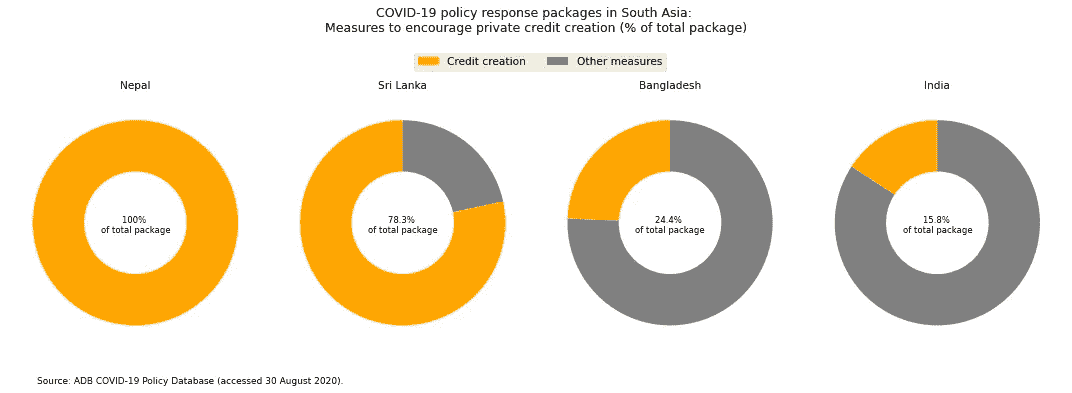 COVID-19 policy response packages in South Asia:
Measures to encourage private credit creation (% of total package)
Credit creation
Other measures
Nepal
Sri Lanka
Bangladesh
India
100%
of total package
78.3%
of total package
24.4%
of total package
15.8%
of total package
Source: ADB COVID-19 Policy Database (accessed 30 August 2020).